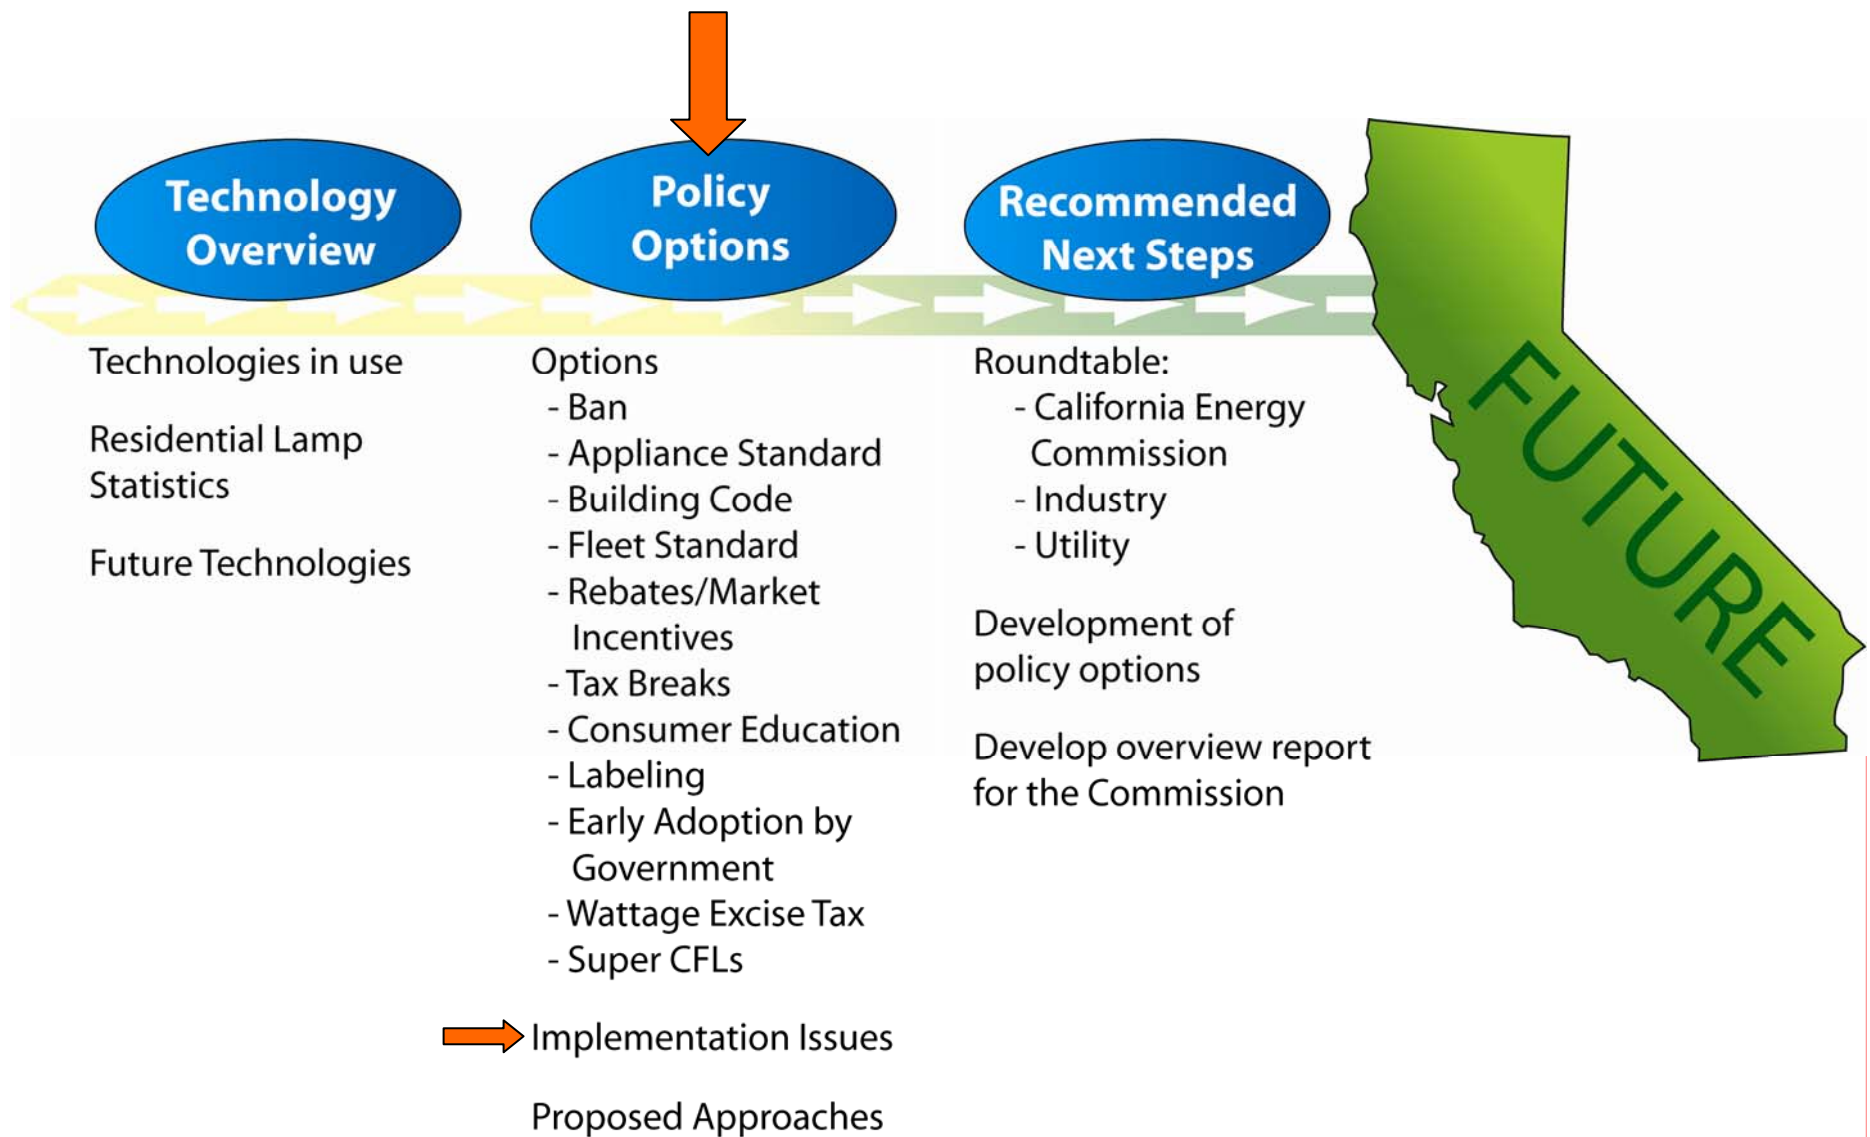 Technology
Overview
Technologies in use
Residential Lamp
Statistics
Future Technologies
Policy
Options
Options
- Ban
- Appliance Standard
- Building Code
- Fleet Standard
- Rebates/Market
Incentives
- Tax Breaks
- Consumer Education
- Labeling
- Early Adoption by
Government
- Wattage Excise Tax
- Super CFLs
Implementation Issues
Proposed Approaches
Recommended
Next Steps
Roundtable:
- California Energy
Commission
- Industry
- Utility
Development of
policy options
Develop overview report
for the Commission
FUTURE